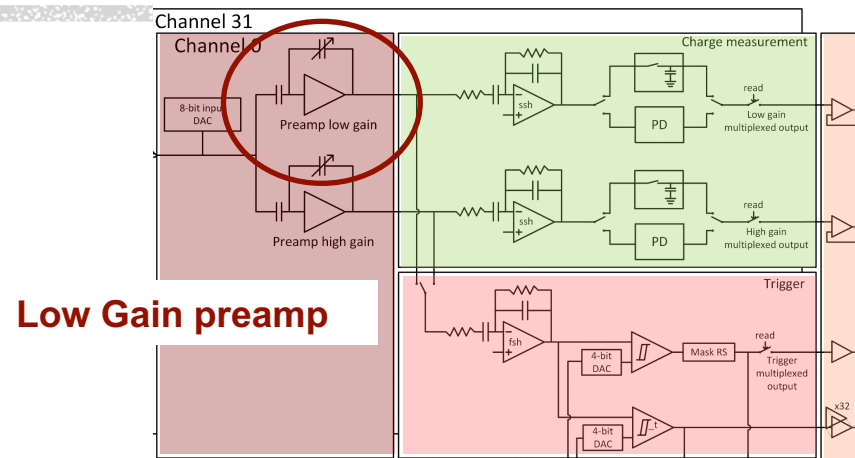 Channel 31
Channel 0
Charge measurement
8-bit input
DAC
Preamp low gain
ssh
PD
read
Low gain
multiplexed output
Preamp high gain
ssh
PD
read
High gain
multiplexed output
Low Gain preamp
Trigger
fsh
4-bit
DAC
Mask RS
read
Trigger
multiplexed
output
4-bit
DAC
_t
x32